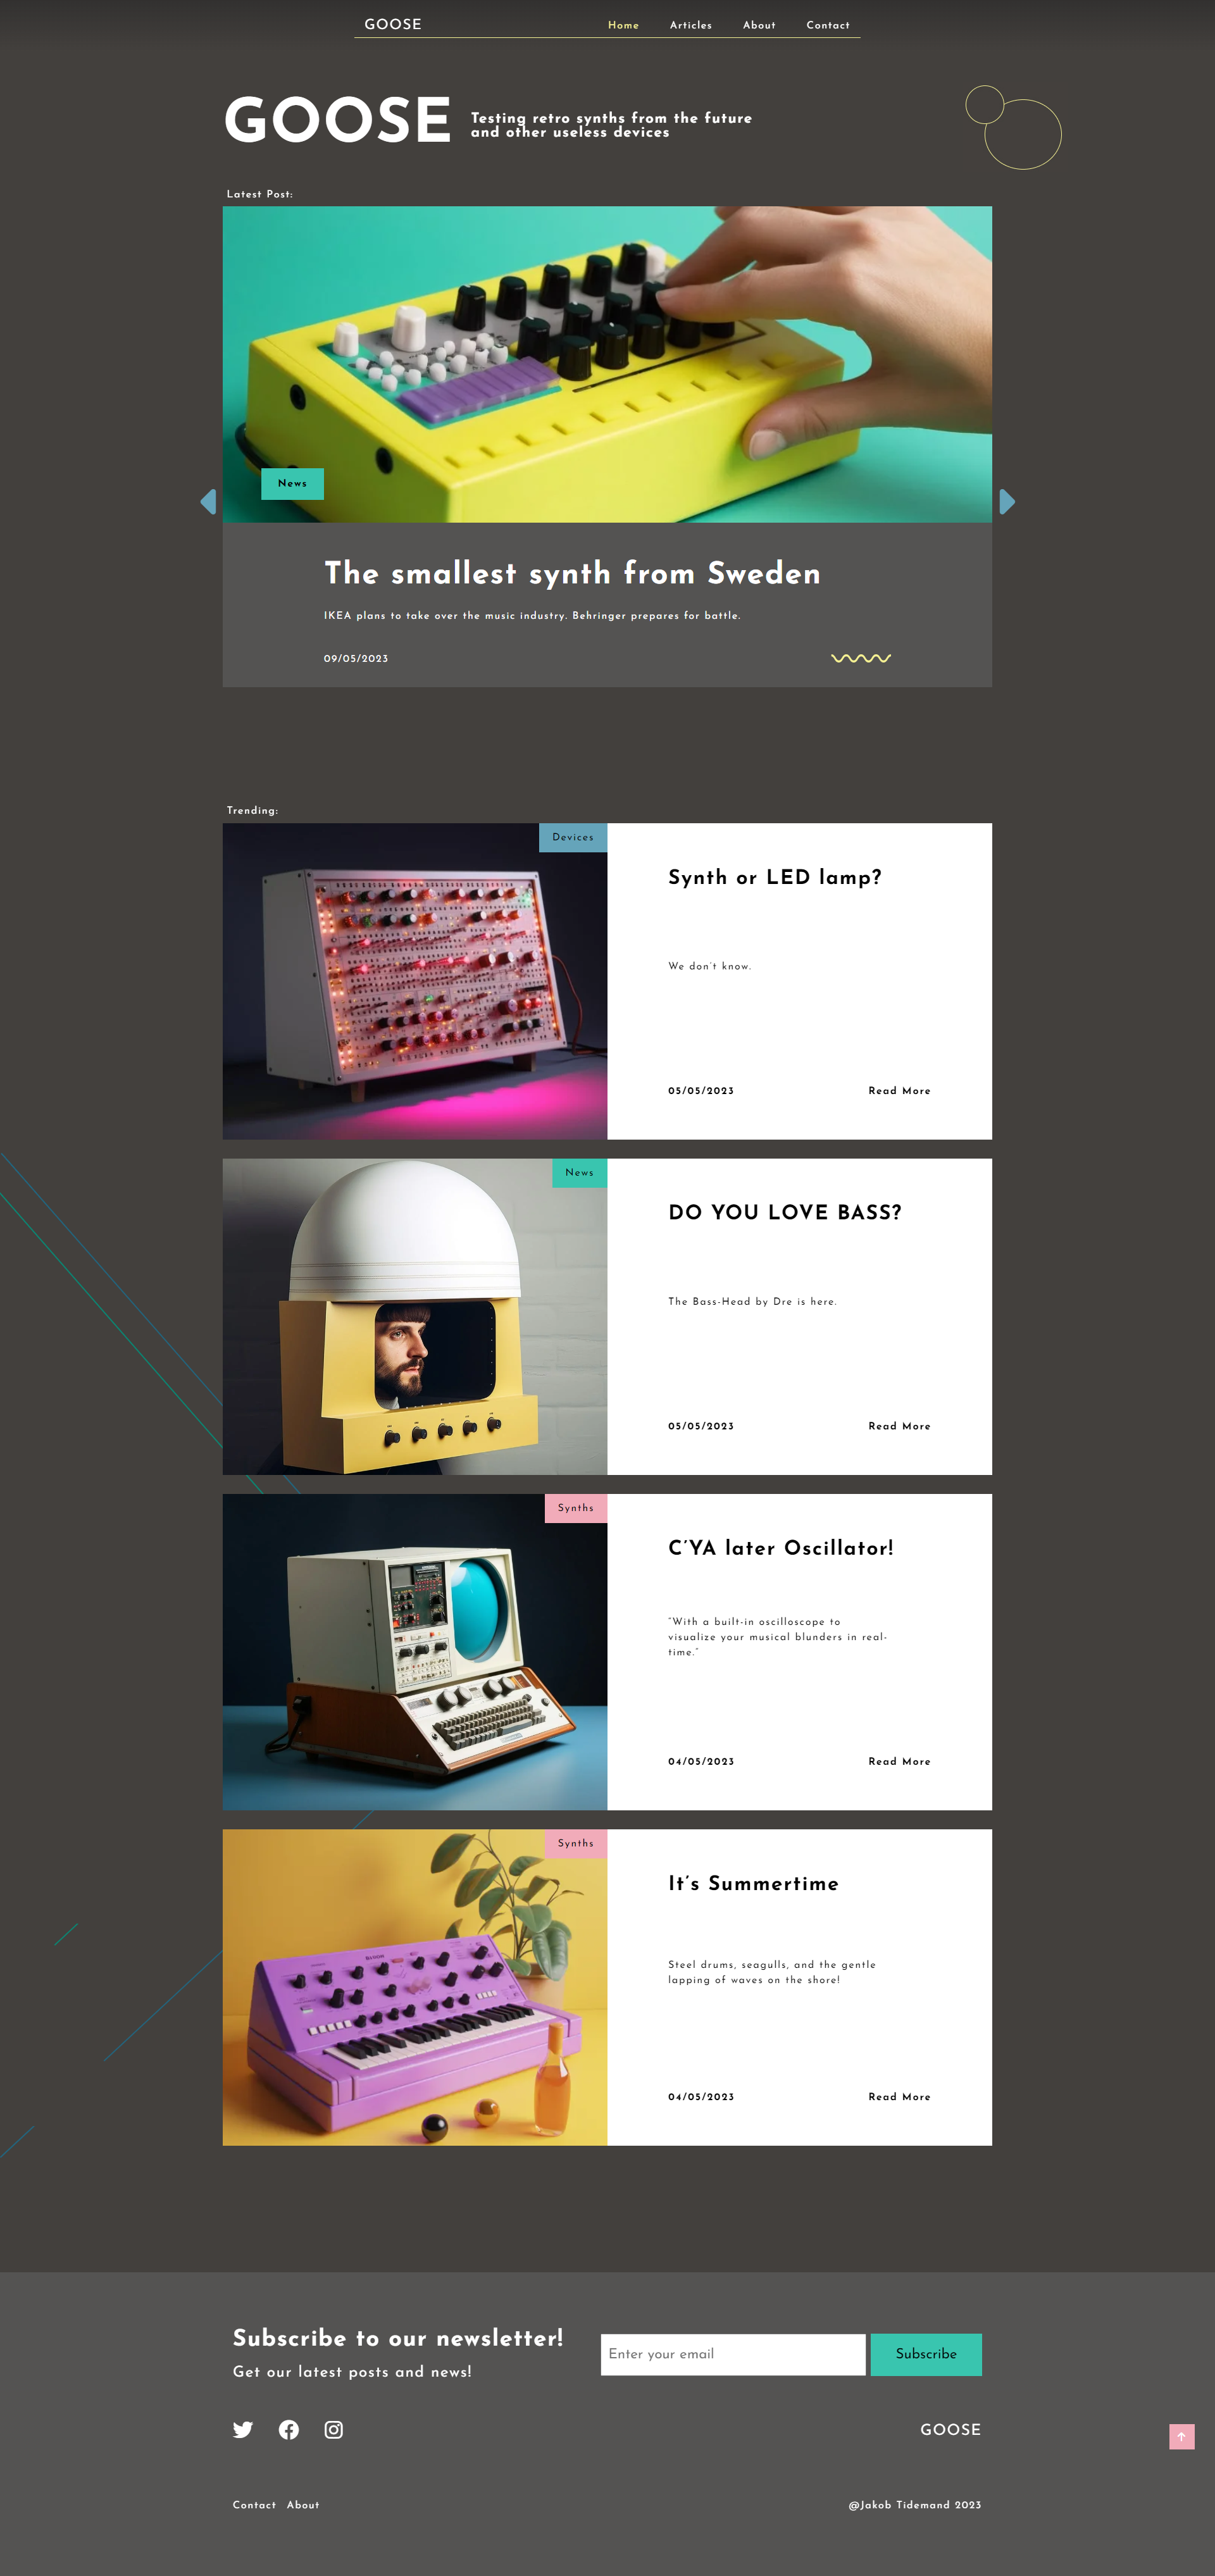 GOOSE
Home Articles About Contact
GOOSE
Testing retro synths from the future
and other useless devices
Latest Post:
News
The smallest synth from Sweden
IKEA plans to take over the music industry. Behringer prepares for battle.
09/05/2023
Trending:
Devices
Synth or LED lamp?
We don't know.
05/05/2023
Read More
News
DO YOU LOVE BASS?
The Bass-Head by Dre is here.
05/05/2023
Read More
Synths
C'YA later Oscillator!
"With a built-in oscilloscope to
visualize your musical blunders in real-
time."
04/05/2023
Read More
Synths
It's Summertime
Steel drums, seagulls, and the gentle
lapping of waves on the shore!
04/05/2023
Read More
Subscribe to our newsletter!
Get our latest posts and news!
Enter your email
Subscribe
GOOSE
Contact About
@Jakob Tidemand 2023